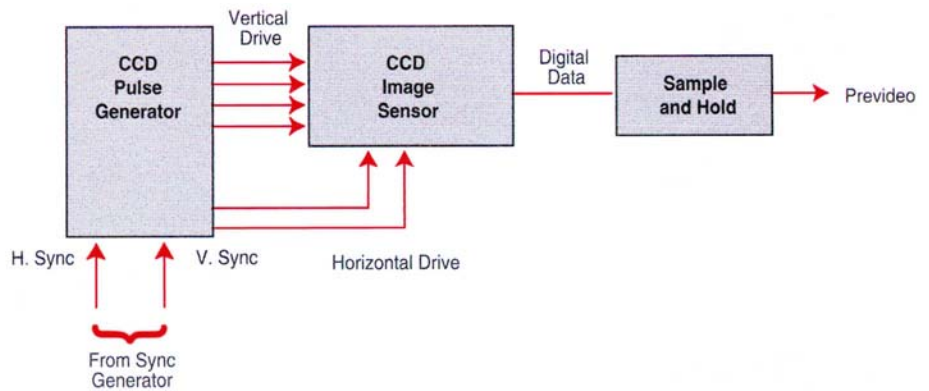 Vertical
Drive
CCD
Pulse
Generator
CCD
Image
Sensor
Digital
Data
Sample
and Hold
Prevideo
H. Sync
V. Sync
Horizontal Drive
From Sync
Generator